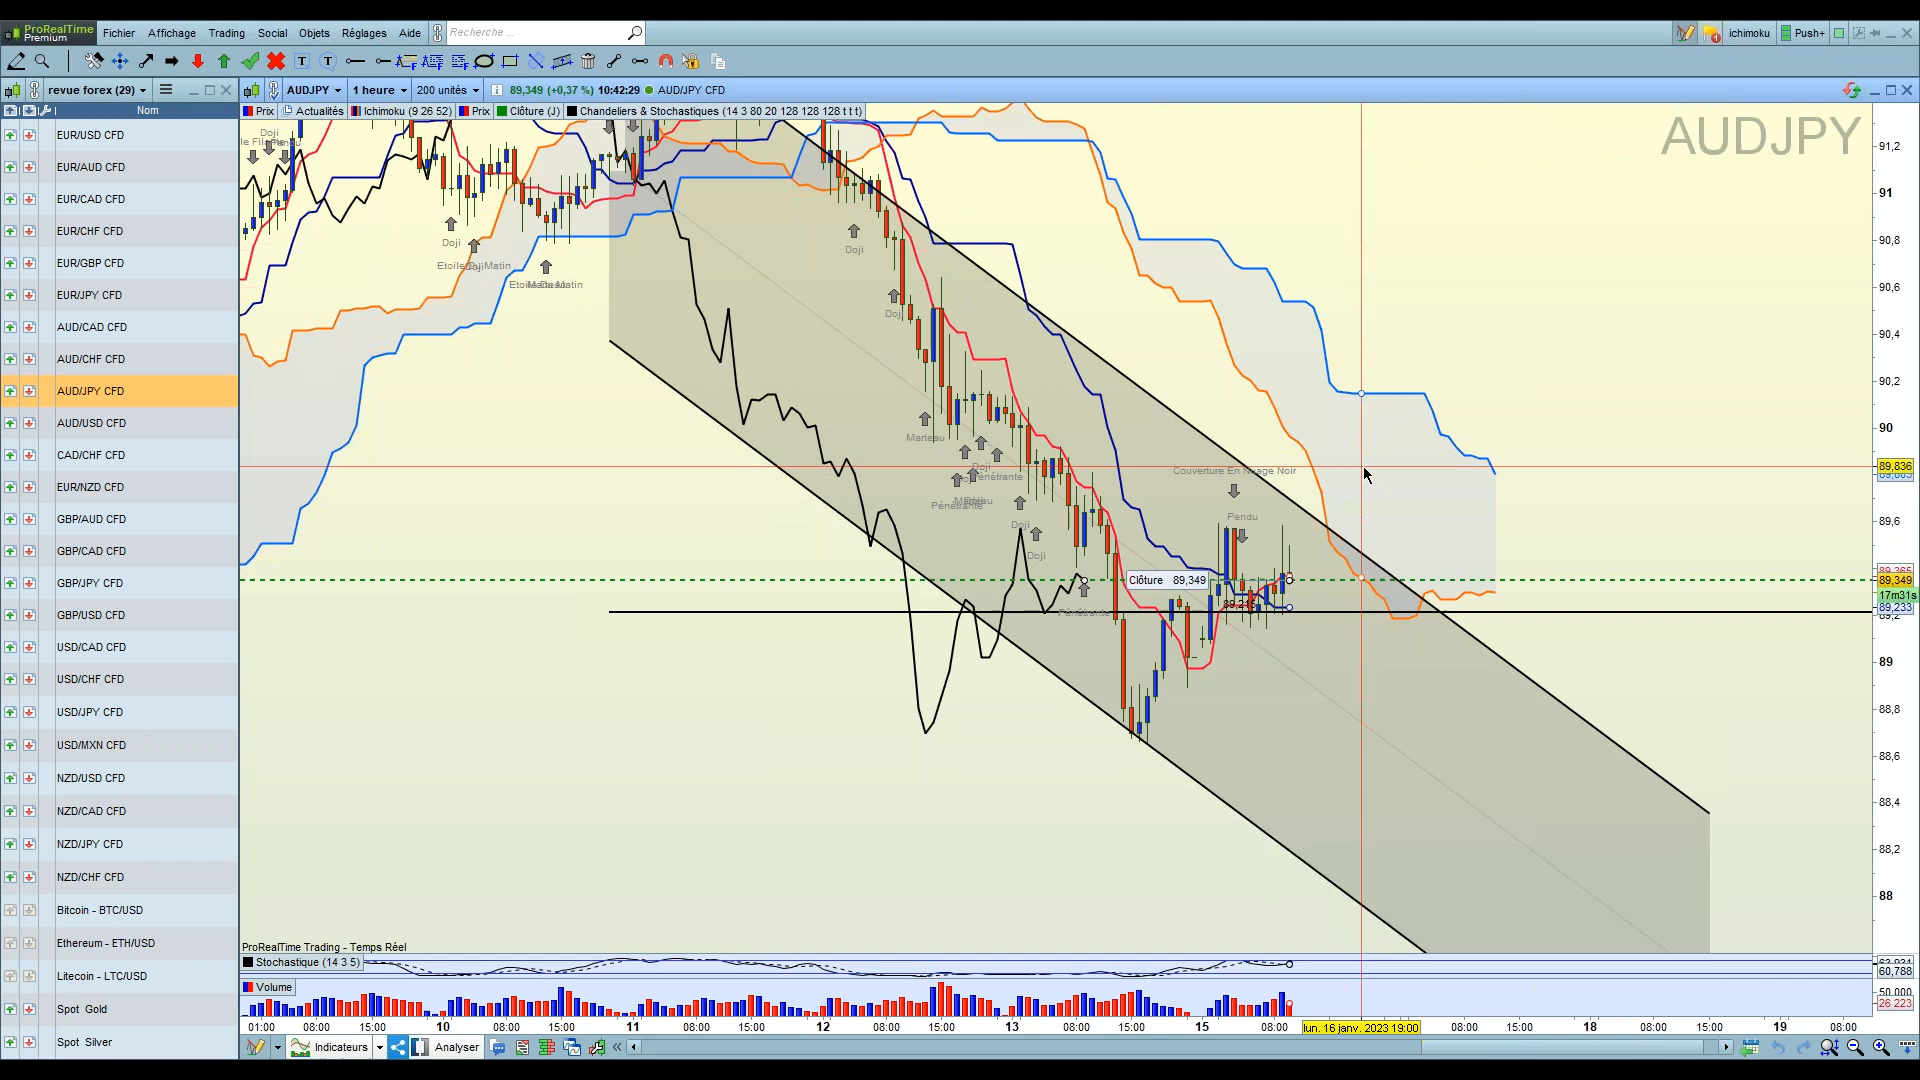 ProRealTime Premium
Fichier Affichage Trading Social Objets Réglages Aide
Recherche ...
ichimoku Push+
revue forex (29)
AUDJPY 1 heure 200 unités 89,349 (+0,37 %) 10:42:29 AUD/JPY CFD
Nom
Prix Actualités Ichimoku (9 26 52) Prix Clôture (J) Chandeliers & Stochastiques (14 3 80 20 128 128 128 t t t)
AUDJPY
EUR/USD CFD
EUR/AUD CFD
EUR/CAD CFD
EUR/CHF CFD
EUR/GBP CFD
EUR/JPY CFD
AUD/CAD CFD
AUD/CHF CFD
AUD/JPY CFD
AUD/USD CFD
CAD/CHF CFD
EUR/NZD CFD
GBP/AUD CFD
GBP/CAD CFD
GBP/JPY CFD
GBP/USD CFD
USD/CAD CFD
USD/CHF CFD
USD/JPY CFD
USD/MXN CFD
NZD/USD CFD
NZD/CAD CFD
NZD/JPY CFD
NZD/CHF CFD
Bitcoin - BTC/USD
Ethereum - ETH/USD
Litecoin - LTC/USD
Spot Gold
Spot Silver
Doji
Doji
Doji
Marteau
Doji
Pénétrante
Pénétrante
Doji
Doji
Pénétrante
Couverture En Nuage Noir
Pendu
Clôture 89,349
91,2
91
90,8
90,6
90,4
90,2
90
89,836
89,6
89,349
17m31s
89,233
89,2
89
88,8
88,6
88,4
88,2
88
ProRealTime Trading - Temps Réel
Stochastique (14 3 5)
60,788
Volume
50 000
26 223
01:00 08:00 15:00 10 08:00 15:00 11 08:00 15:00 12 08:00 15:00 13 08:00 15:00 15 08:00 lun. 16 janv. 2023 19:00 08:00 15:00 18 08:00 15:00 19 08:00
Indicateurs Analyser